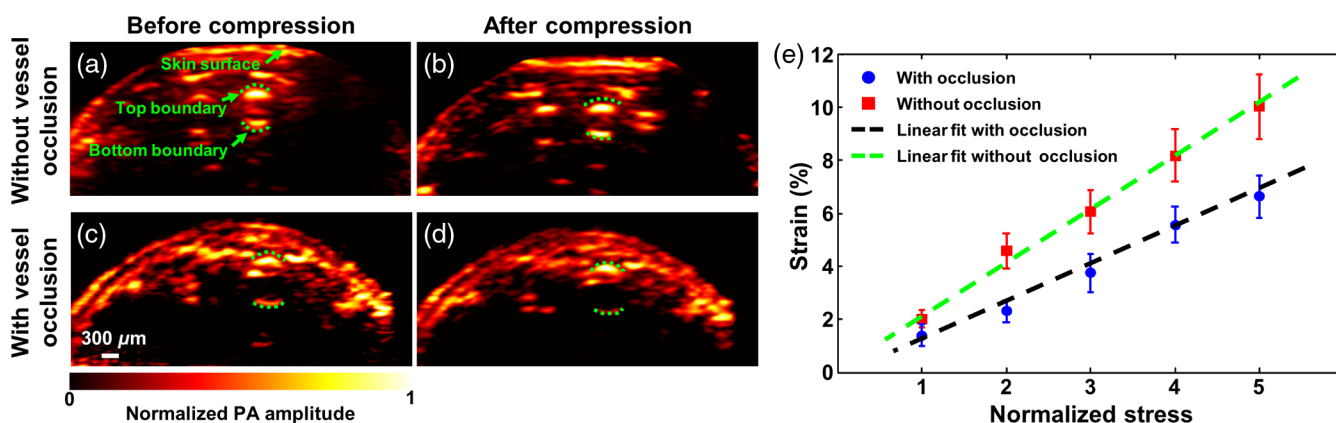 Before compression
After compression
Without vessel
occlusion
With vessel
occlusion
(a)
Skin surface
Top boundary
Bottom boundary
(b)
(c)
300 µm
(d)
0
1
Normalized PA amplitude
(e)
With occlusion
Without occlusion
Linear fit with occlusion
Linear fit without occlusion
Strain (%)
12
10
8
6
4
2
0
1 2 3 4 5
Normalized stress